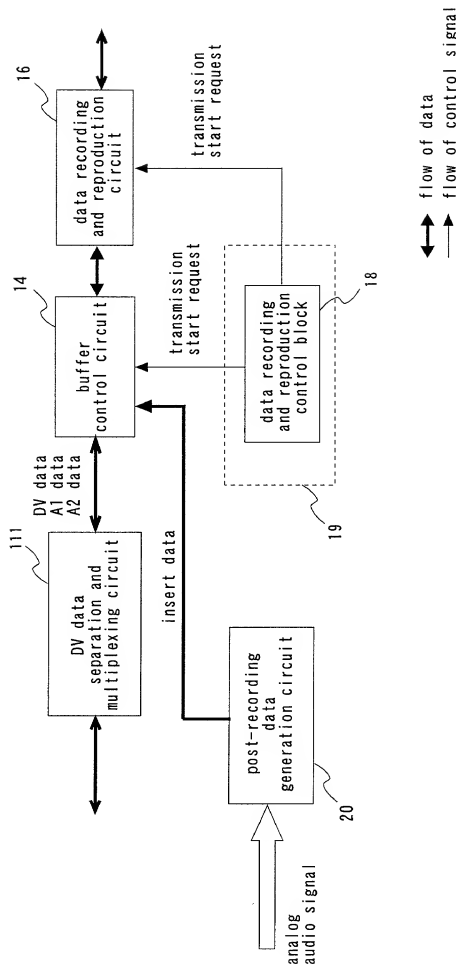 111
DV data
separation and
multiplexing circuit
DV data
A1 data
A2 data
14
buffer
control circuit
16
data recording
and reproduction
circuit
insert data
transmission
start request
transmission
start request
analog
audio signal
post-recording
data
generation circuit
20
data recording
and reproduction
control block
18
19
flow of data
flow of control signal